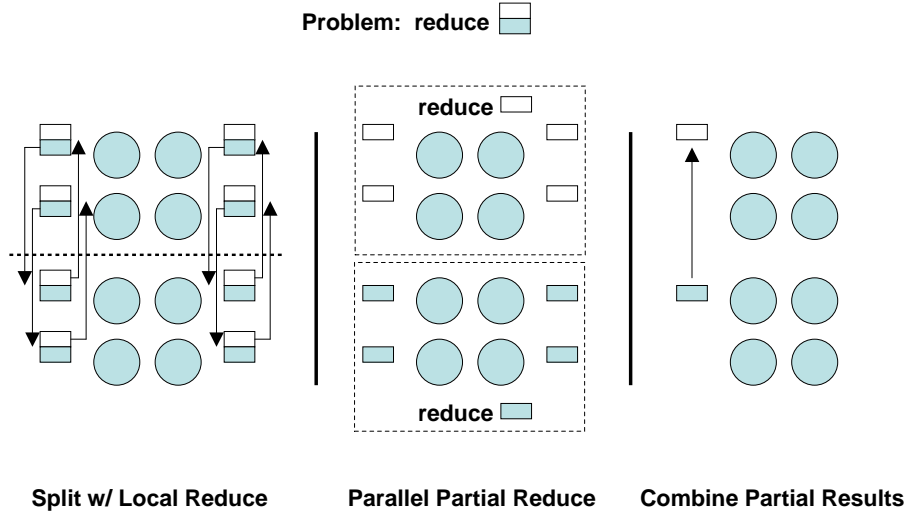 Problem: reduce
reduce
reduce
Split w/ Local Reduce
Parallel Partial Reduce
Combine Partial Results